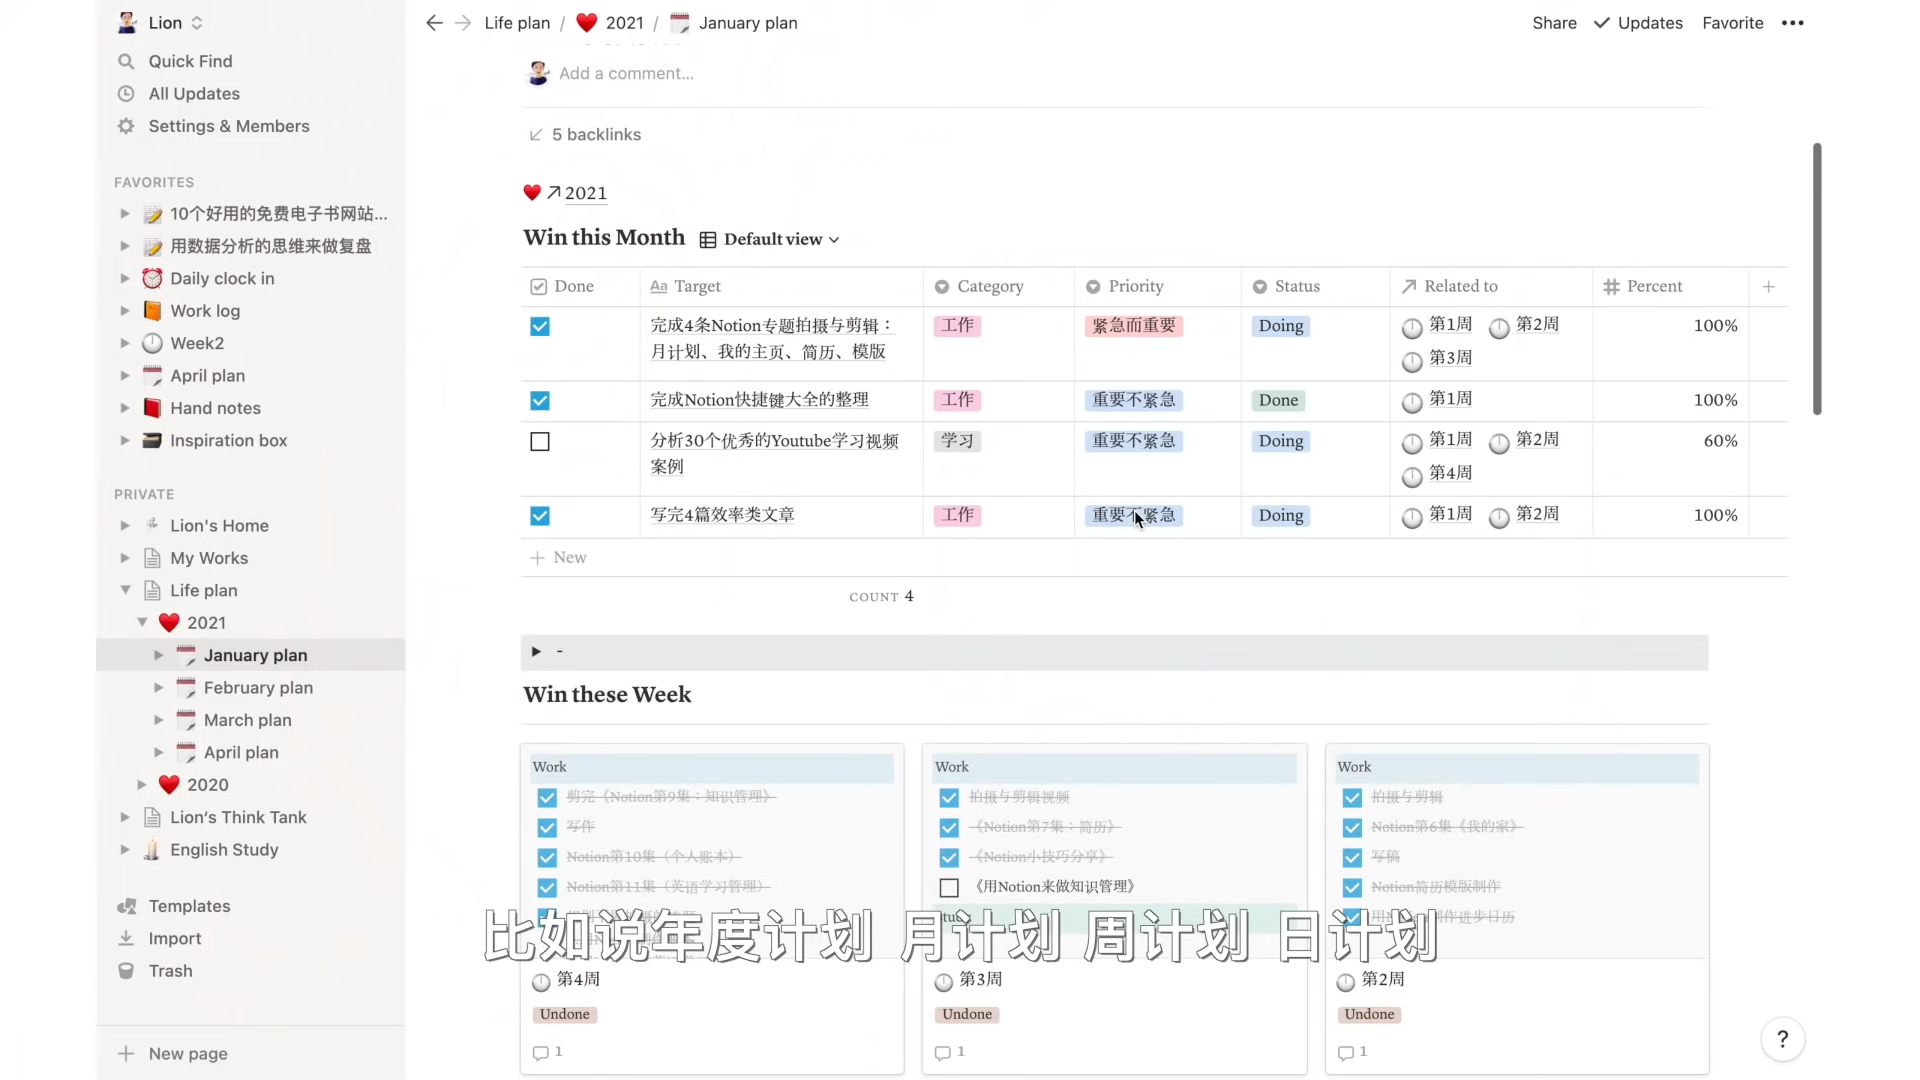 Lion
Quick Find
All Updates
Settings & Members
FAVORITES
10个好用的免费电子书网站...
用数据分析的思维来做复盘
Daily clock in
Work log
Week2
April plan
Hand notes
Inspiration box
PRIVATE
Lion's Home
My Works
Life plan
2021
January plan
February plan
March plan
April plan
2020
Lion‘s Think Tank
English Study
Templates
Import
Trash
New page
Life plan / 2021 / January plan
Share Updates Favorite
Add a comment...
5 backlinks
2021
Win this Month Default view
Done Aa Target Category Priority Status Related to Percent
完成4条Notion专题拍摄与剪辑：
月计划、我的主页、简历、模版
工作 紧急而重要 Doing 第1周 第2周
第3周
100%
完成Notion快捷键大全的整理 工作 重要不紧急 Done 第1周 100%
分析30个优秀的Youtube学习视频
案例
学习 重要不紧急 Doing 第1周 第2周
第4周
60%
写完4篇效率类文章 工作 重要不紧急 Doing 第1周 第2周 100%
New
COUNT 4
-
Win these Week
Work
剪完《Notion第9集：知识管理》
写作
Notion第10集（个人账本）
Notion第11集（英语学习管理）
第4周
Undone
1
Work
拍摄与剪辑视频
《Notion第7集：简历》
《Notion小技巧分享》
《用Notion来做知识管理》
第3周
Undone
1
Work
拍摄与剪辑
Notion第6集《我的家》
写稿
Notion简历模版制作
第2周
Undone
1
比如说年度计划 月计划 周计划 日计划
?